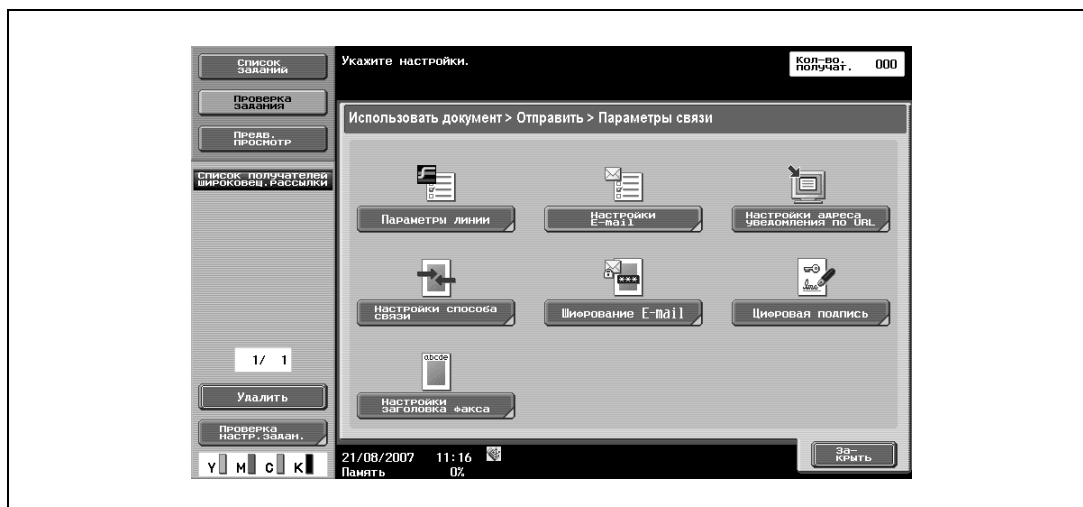 Список
заданий
Проверка
задания
Предв.
просмотр
Список получателей
широковещ.рассылки
1/ 1
Удалить
Проверка
настр.задан.
Y M C K
Укажите настройки.
Кол-во.
получат. 000
Использовать документ > Отправить > Параметры связи
Параметры линии
Настройки
E-mail
Настройки адреса
уведомления по URL
Настройки способа
связи
Шифрование E-mail
Цифровая подпись
abcde
Настройки
заголовка факса
21/08/2007 11:16
Память 0%
За-
крыть